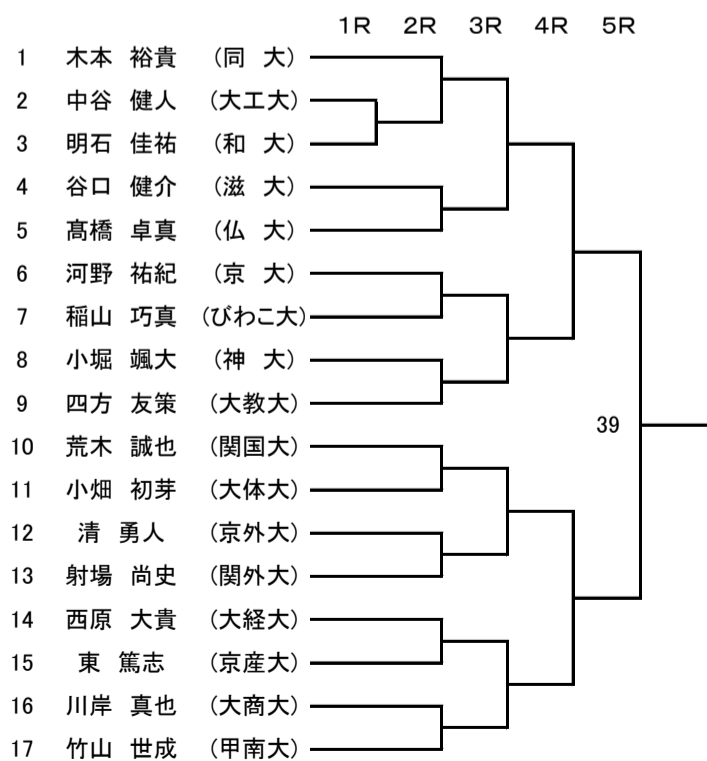 1R 2R 3R 4R 5R
1 木本 裕貴 (同 大)
2 中谷 健人 (大工大)
3 明石 佳祐 (和 大)
4 谷口 健介 (滋 大)
5 髙橋 卓真 (仏 大)
6 河野 祐紀 (京 大)
7 稲山 巧真 (びわこ大)
8 小堀 颯大 (神 大)
9 四方 友策 (大教大)
39
10 荒木 誠也 (関国大)
11 小畑 初芽 (大体大)
12 清 勇人 (京外大)
13 射場 尚史 (関外大)
14 西原 大貴 (大経大)
15 東 篤志 (京産大)
16 川岸 真也 (大商大)
17 竹山 世成 (甲南大)